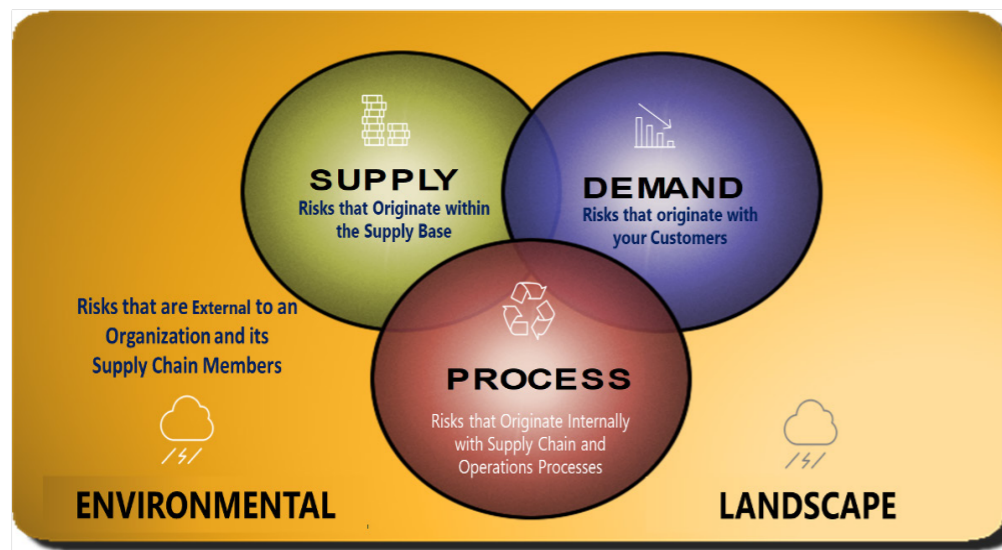 SUPPLY
Risks that Originate within
the Supply Base
DEMAND
Risks that originate with
your Customers
Risks that are External to an
Organization and its
Supply Chain Members
PROCESS
Risks that Originate Internally
with Supply Chain and
Operations Processes
ENVIRONMENTAL
LANDSCAPE